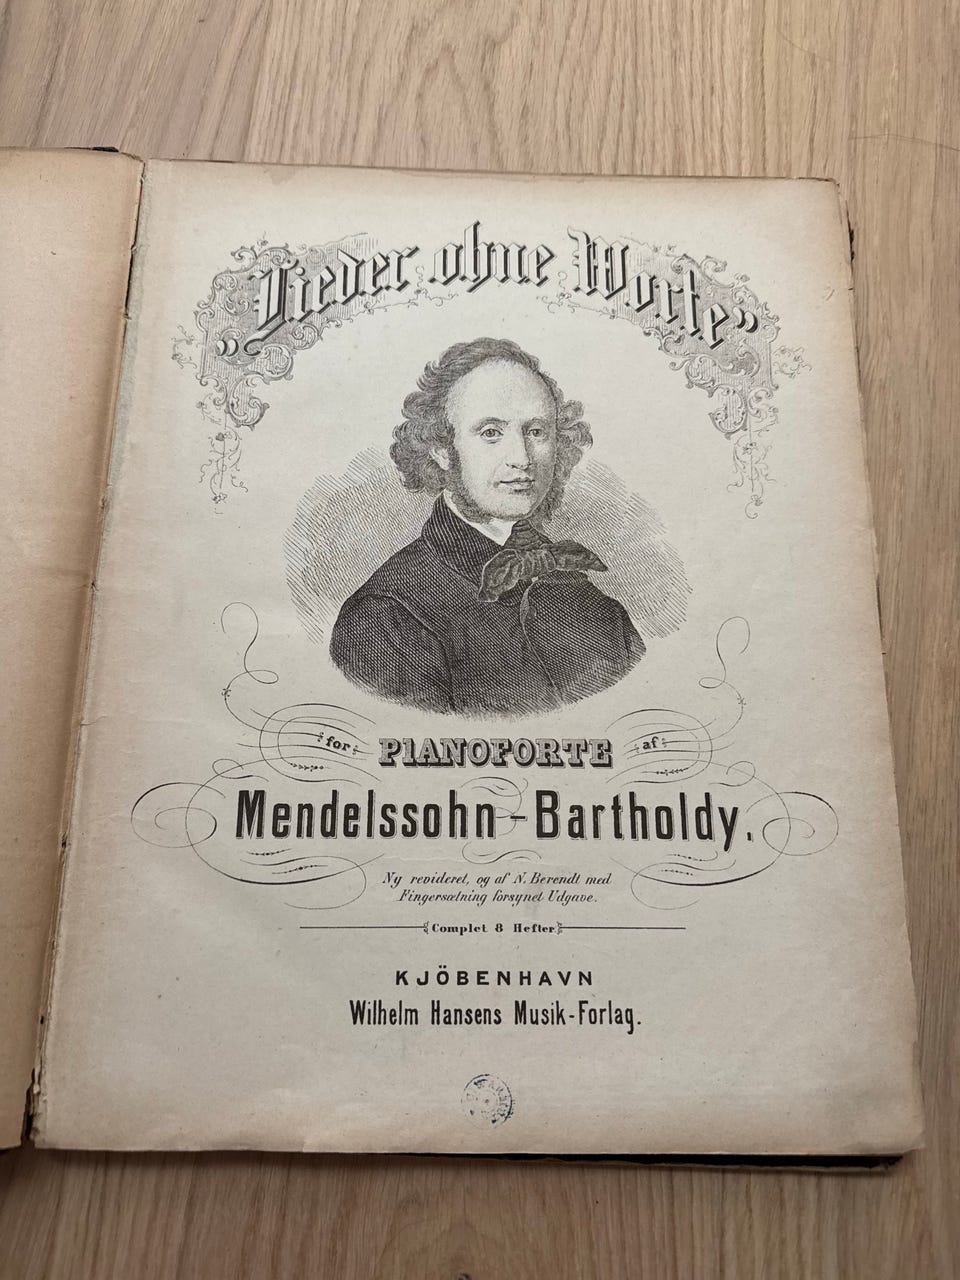 „Lieder ohne Worte”
for PIANOFORTE af
Mendelssohn-Bartholdy.
Ny revideret, og af N. Berendt med
Fingersætning forsynet Udgave.
Complet 8 Hefter
KJÖBENHAVN
Wilhelm Hansens Musik-Forlag.